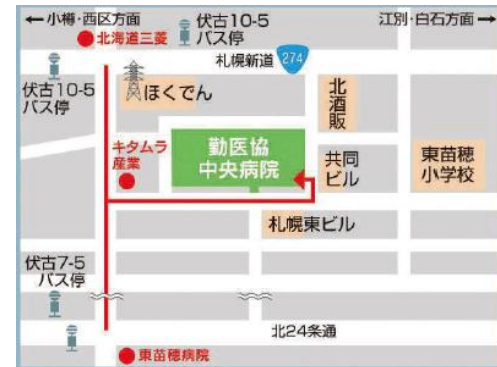 ←小樽・西区方面
伏古10-5
バス停
江別・白石方面→
北海道三菱
札幌新道
274
伏古10-5
バス停
ほくでん
北酒販
キタムラ
産業
勤医協
中央病院
共同
ビル
東苗穂
小学校
札幌東ビル
伏古7-5
バス停
北24条通
東苗穂病院